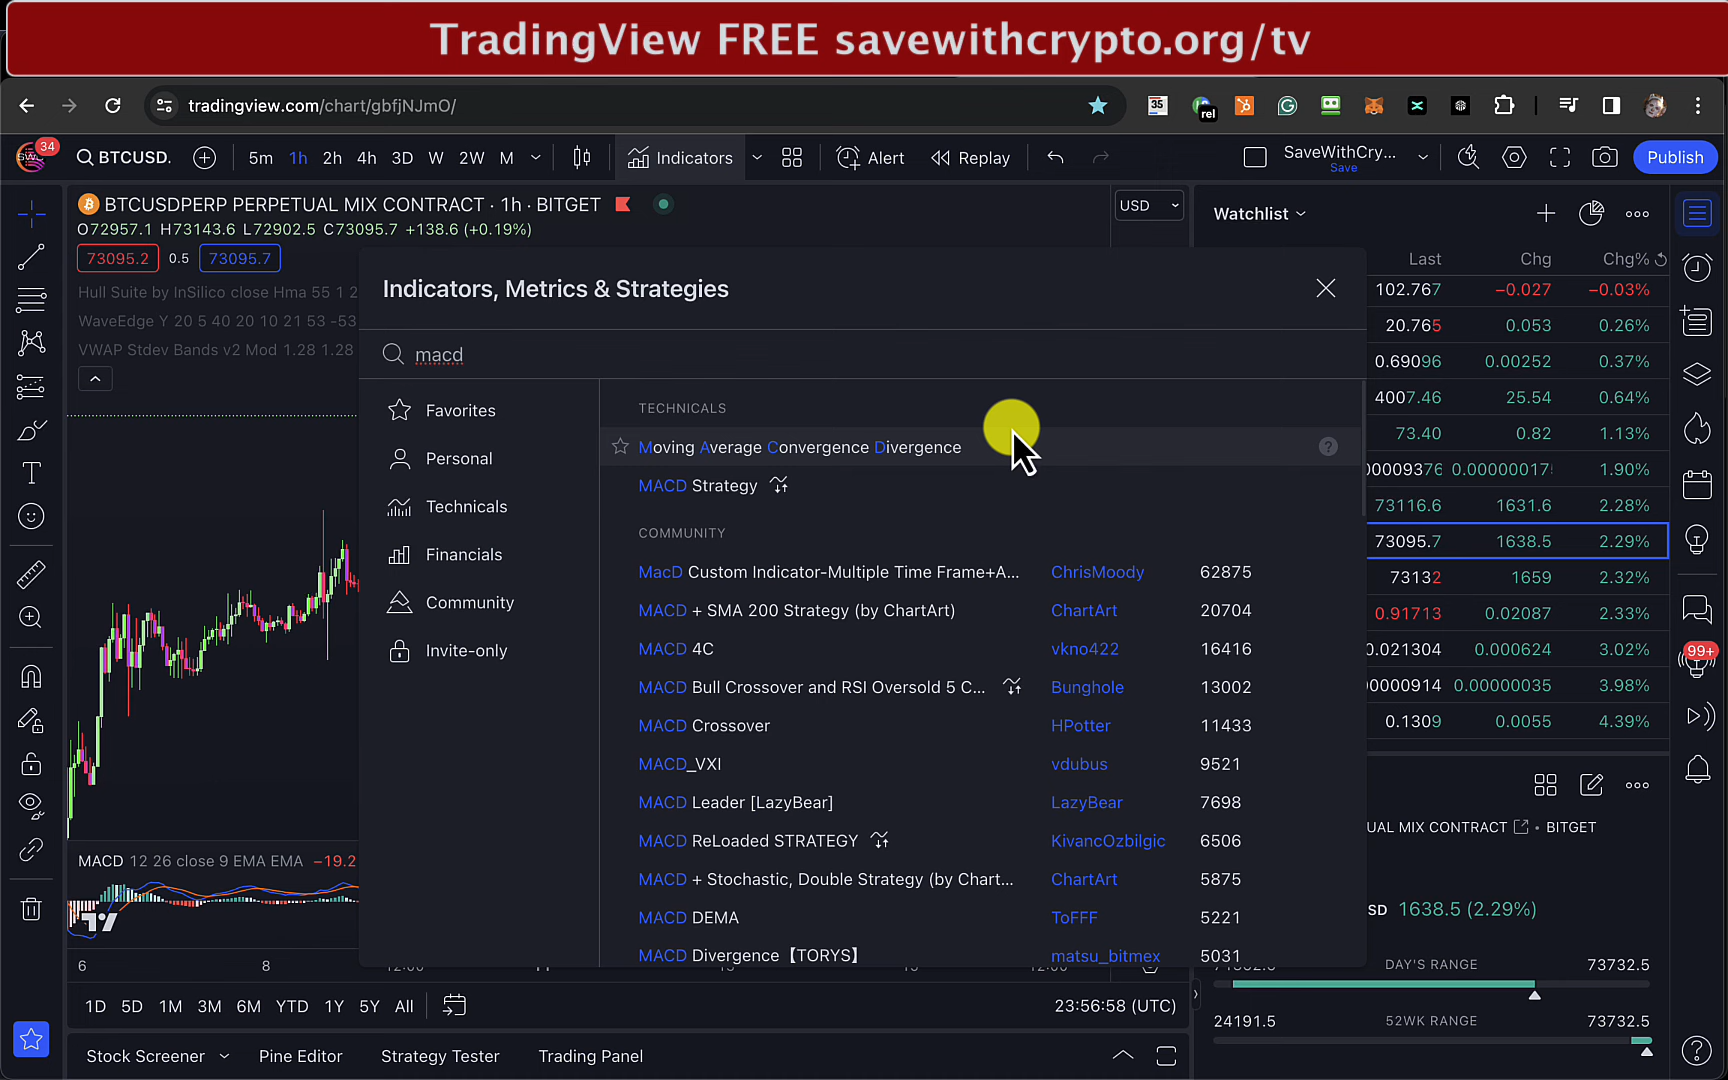 TradingView FREE savewithcrypto.org/tv
tradingview.com/chart/gbfjNJmO/
35
rel
34
BTCUSD.
5m 1h 2h 4h 3D W 2W M
Indicators
Alert
Replay
SaveWithCry...
Save
Publish
BTCUSDPERP PERPETUAL MIX CONTRACT · 1h · BITGET
O72957.1 H73143.6 L72902.5 C73095.7 +138.6 (+0.19%)
73095.2 0.5 73095.7
Hull Suite by InSilico close Hma 55 1 2
WaveEdge Y 20 5 40 20 10 21 53 -53
VWAP Stdev Bands v2 Mod 1.28 1.28
USD
Indicators, Metrics & Strategies
macd
Favorites
Personal
Technicals
Financials
Community
Invite-only
TECHNICALS
Moving Average Convergence Divergence
MACD Strategy
COMMUNITY
MacD Custom Indicator-Multiple Time Frame+A... ChrisMoody 62875
MACD + SMA 200 Strategy (by ChartArt) ChartArt 20704
MACD 4C vkno422 16416
MACD Bull Crossover and RSI Oversold 5 C... Bunghole 13002
MACD Crossover HPotter 11433
MACD_VXI vdubus 9521
MACD Leader [LazyBear] LazyBear 7698
MACD ReLoaded STRATEGY KivancOzbilgic 6506
MACD + Stochastic, Double Strategy (by Chart... ChartArt 5875
MACD DEMA ToFFF 5221
MACD Divergence【TORYS】 matsu_bitmex 5031
Watchlist
Last Chg Chg%
102.767 −0.027 −0.03%
20.765 0.053 0.26%
0.69096 0.00252 0.37%
4007.46 25.54 0.64%
73.40 0.82 1.13%
00009376 0.00000017 1.90%
73116.6 1631.6 2.28%
73095.7 1638.5 2.29%
73132 1659 2.32%
0.91713 0.02087 2.33%
0.021304 0.000624 3.02%
00000914 0.00000035 3.98%
0.1309 0.0055 4.39%
99+
UAL MIX CONTRACT • BITGET
SD 1638.5 (2.29%)
DAY'S RANGE 73732.5
24191.5 52WK RANGE 73732.5
MACD 12 26 close 9 EMA EMA −19.2
6 8
1D 5D 1M 3M 6M YTD 1Y 5Y All
23:56:58 (UTC)
Stock Screener
Pine Editor
Strategy Tester
Trading Panel